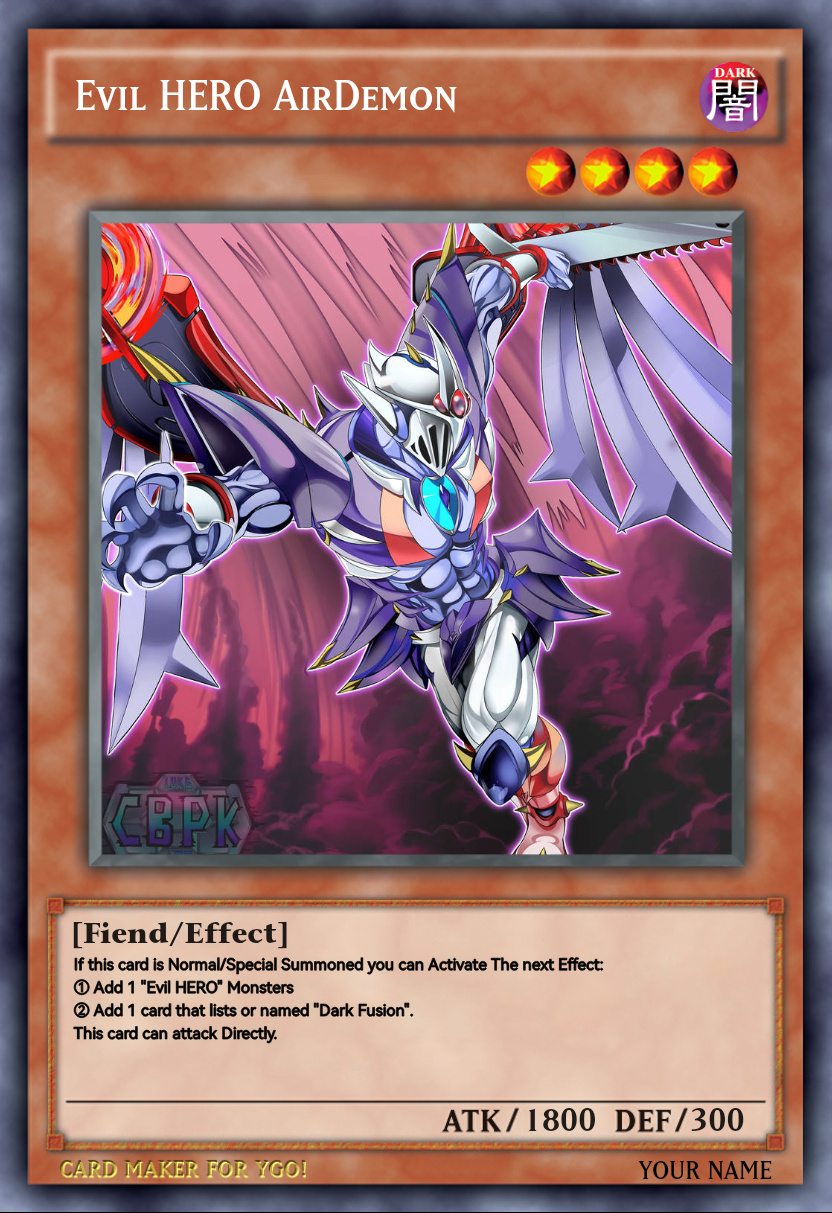 Evil HERO AirDemon
DARK
闇
CBPK
[Fiend/Effect]
If this card is Normal/Special Summoned you can Activate The next Effect:
① Add 1 "Evil HERO" Monsters
② Add 1 card that lists or named "Dark Fusion".
This card can attack Directly.
ATK/1800 DEF/300
CARD MAKER FOR YGO!
YOUR NAME